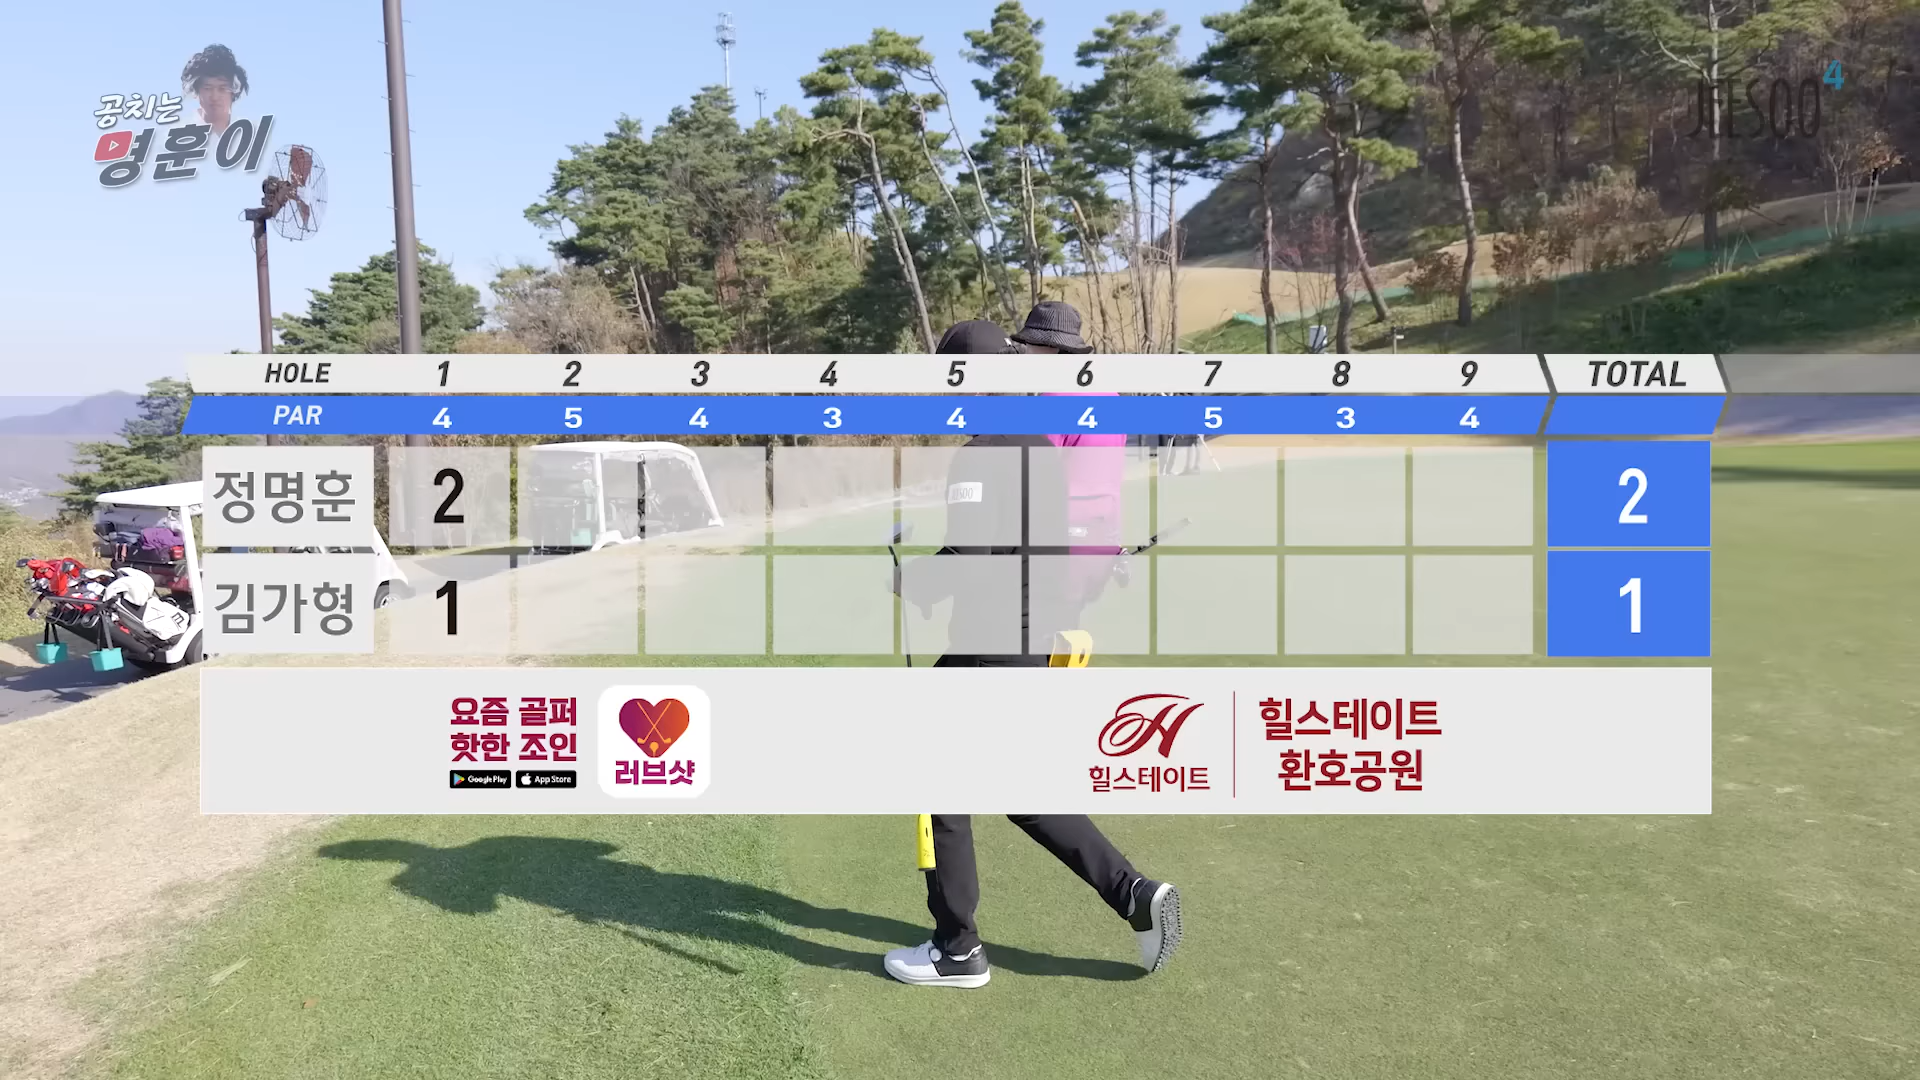 공치는
명훈이
JEESOO
4
HOLE 1 2 3 4 5 6 7 8 9 TOTAL
PAR 4 5 4 3 4 4 5 3 4
정명훈 2 2
김가형 1 1
요즘 골퍼
핫한 조인
Google Play App Store
러브샷
힐스테이트
힐스테이트
환호공원